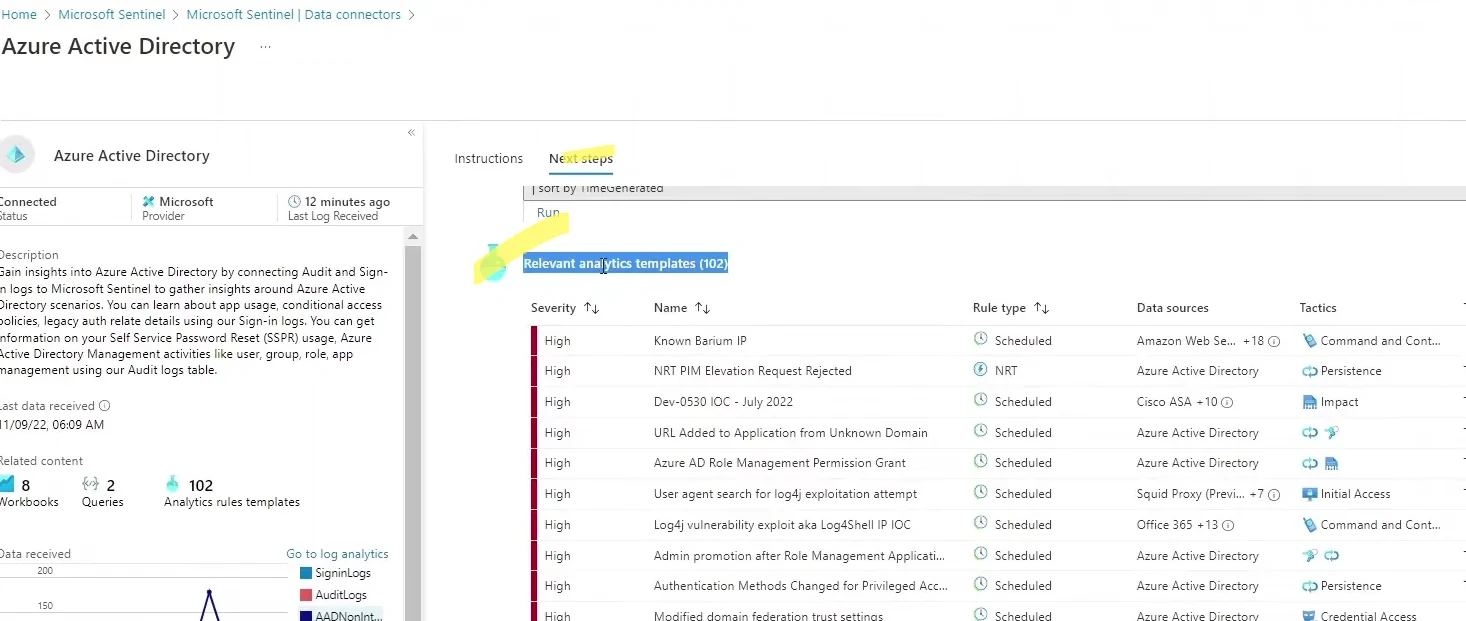 Home > Microsoft Sentinel > Microsoft Sentinel | Data connectors >
Azure Active Directory ...
«
Azure Active Directory
Connected
Status
Microsoft
Provider
12 minutes ago
Last Log Received
Description
Gain insights into Azure Active Directory by connecting Audit and Sign-
in logs to Microsoft Sentinel to gather insights around Azure Active
Directory scenarios. You can learn about app usage, conditional access
policies, legacy auth relate details using our Sign-in logs. You can get
information on your Self Service Password Reset (SSPR) usage, Azure
Active Directory Management activities like user, group, role, app
management using our Audit logs table.
Last data received
11/09/22, 06:09 AM
Related content
8
Workbooks
2
Queries
102
Analytics rules templates
Data received
Go to log analytics
200
150
SigninLogs
AuditLogs
AADNonInt...
Instructions
Next steps
| sort by TimeGenerated
Run
Relevant analytics templates (102)
Severity Name Rule type Data sources Tactics
High Known Barium IP Scheduled Amazon Web Se... +18 Command and Cont...
High NRT PIM Elevation Request Rejected NRT Azure Active Directory Persistence
High Dev-0530 IOC - July 2022 Scheduled Cisco ASA +10 Impact
High URL Added to Application from Unknown Domain Scheduled Azure Active Directory
High Azure AD Role Management Permission Grant Scheduled Azure Active Directory
High User agent search for log4j exploitation attempt Scheduled Squid Proxy (Previ... +7 Initial Access
High Log4j vulnerability exploit aka Log4Shell IP IOC Scheduled Office 365 +13 Command and Cont...
High Admin promotion after Role Management Applicati... Scheduled Azure Active Directory
High Authentication Methods Changed for Privileged Acc... Scheduled Azure Active Directory Persistence
High Modified domain federation trust settings Scheduled Azure Active Directory Credential Access